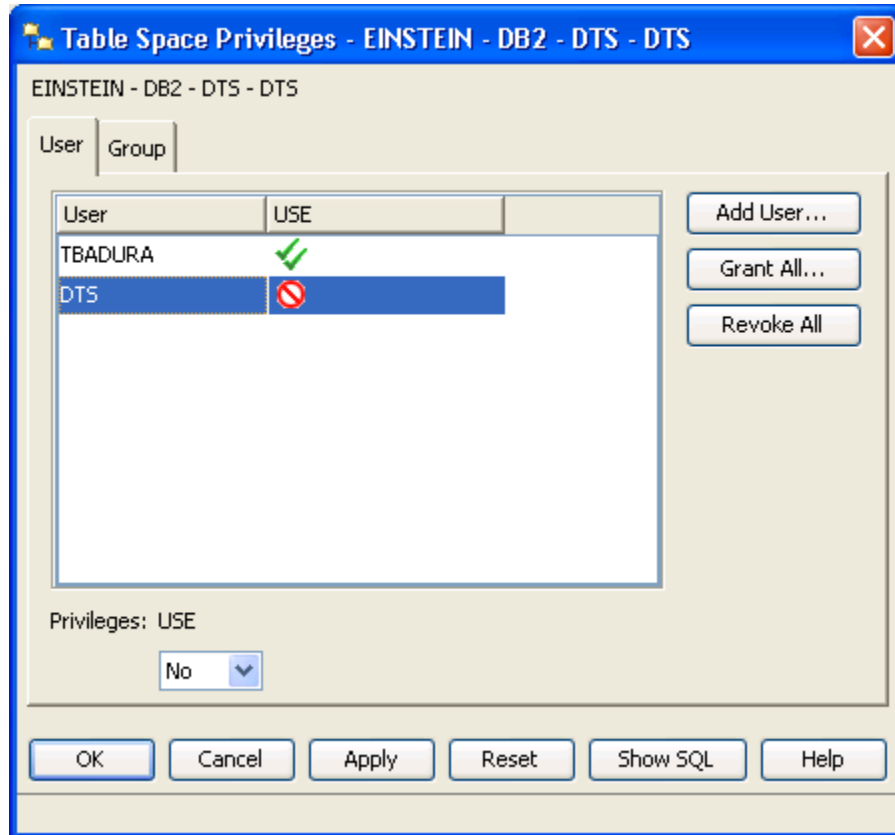 Table Space Privileges - EINSTEIN - DB2 - DTS - DTS
EINSTEIN - DB2 - DTS - DTS
User Group
User USE
TBADURA
DTS
Add User...
Grant All...
Revoke All
Privileges: USE
No
OK Cancel Apply Reset Show SQL Help